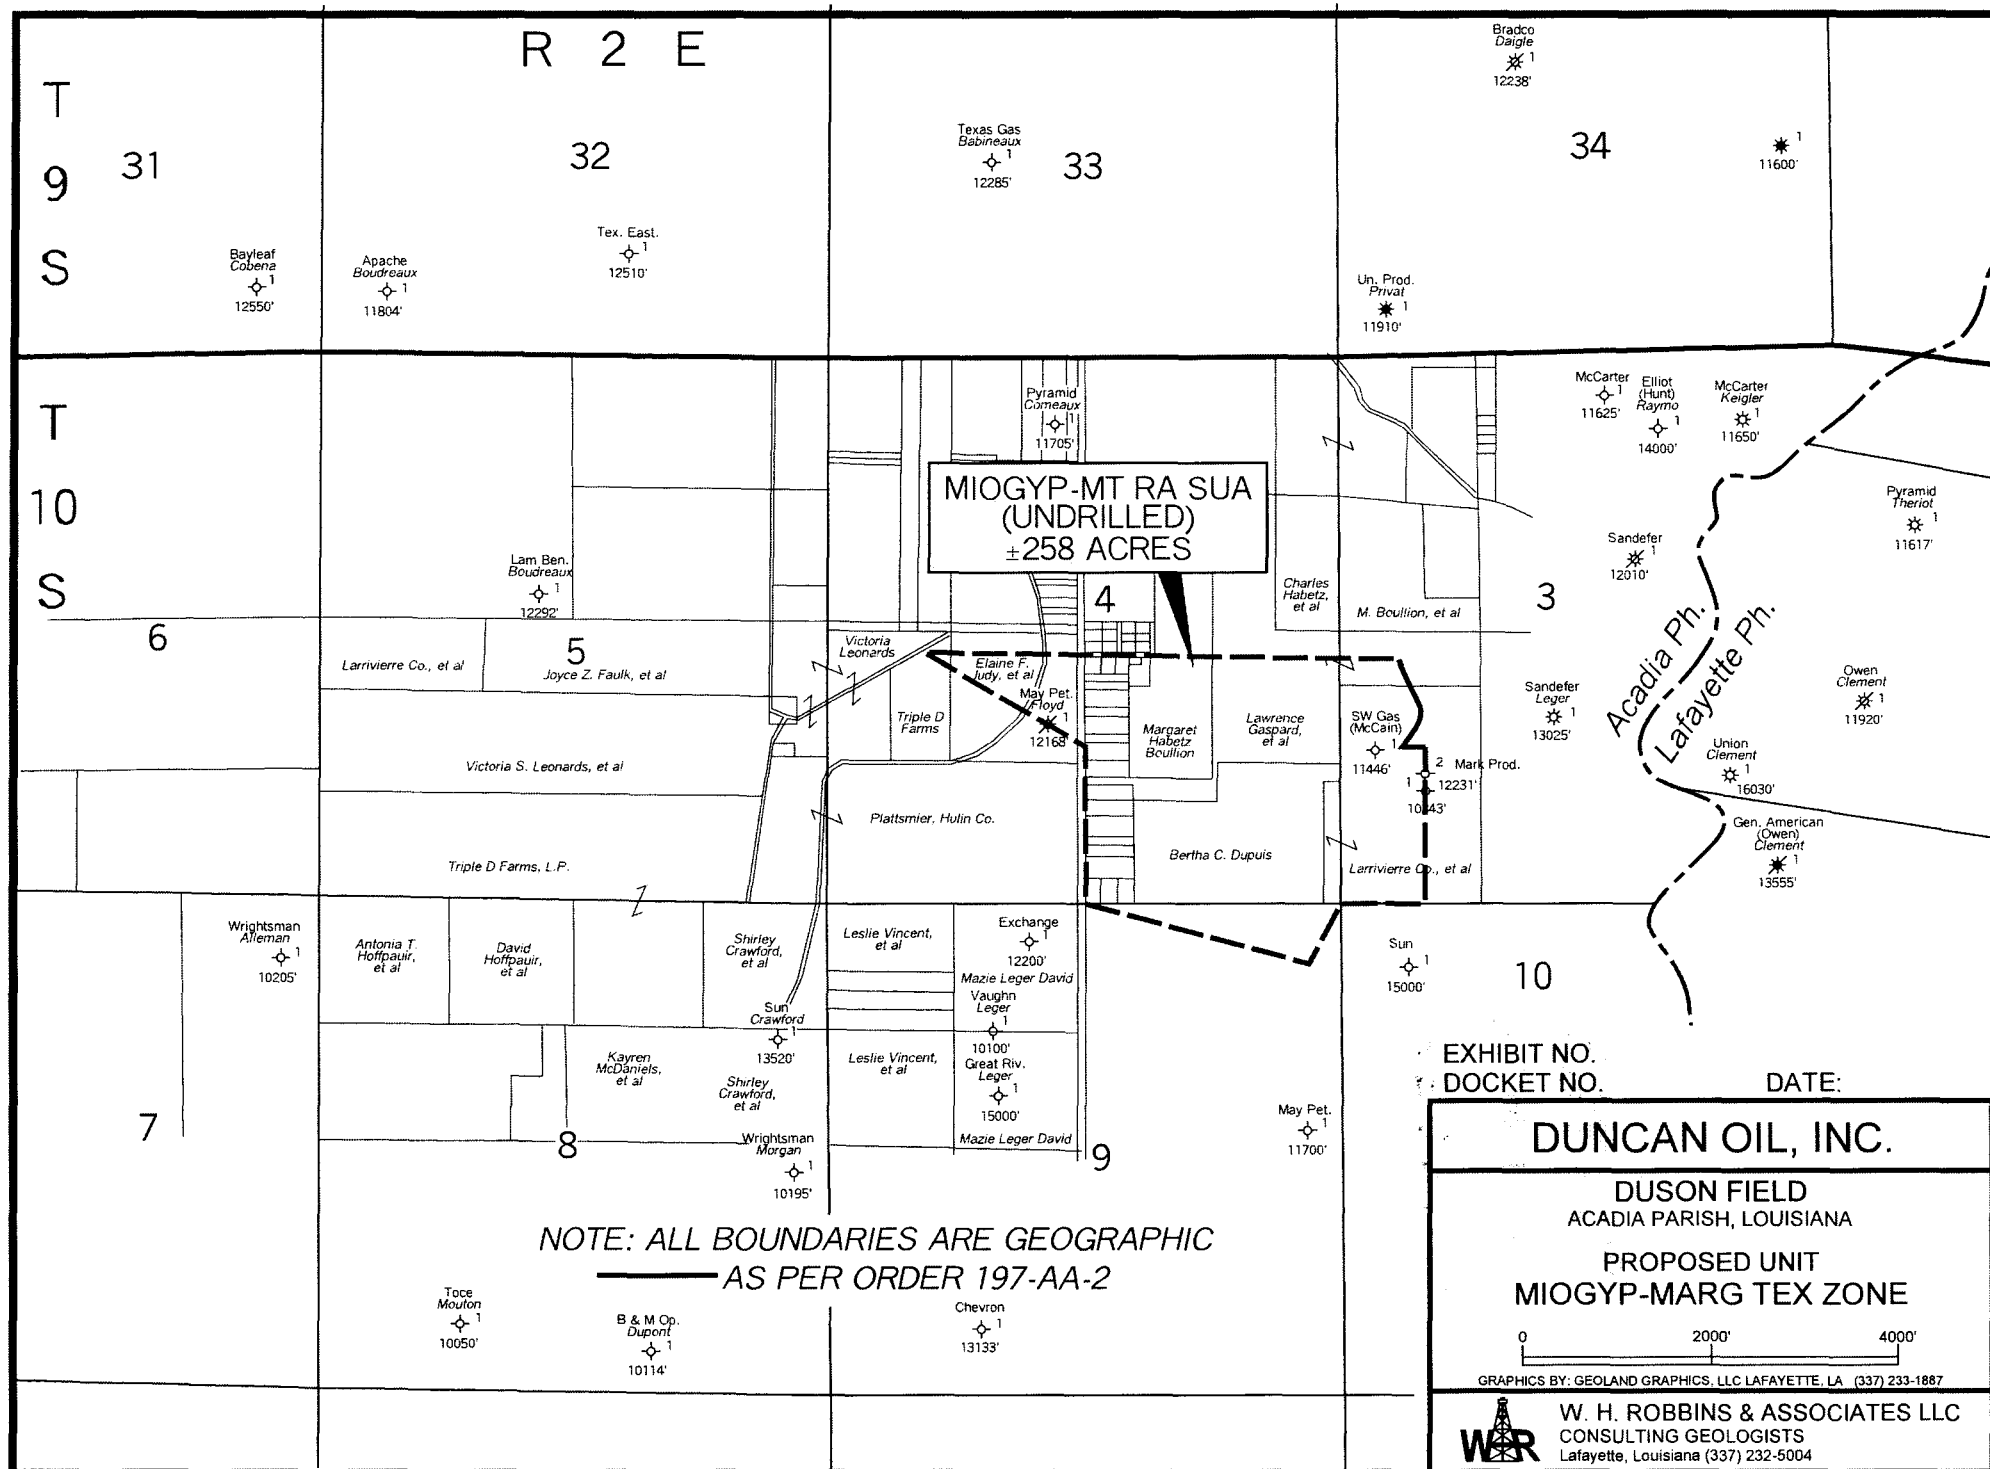 R 2 E
T
9
S
31
32
33
34
Bradco
Daigle
1
12238'
Texas Gas
Babineaux
1
12285'
1
11600'
Tex. East.
1
12510'
Bayleaf
Cobena
1
12550'
Apache
Boudreaux
1
11804'
Un. Prod.
Privat
1
11910'
T
10
S
Pyramid
Comeaux
1
11705'
McCarter
1
11625'
Elliot
(Hunt)
Raymo
1
14000'
McCarter
Keigler
1
11650'
MIOGYP-MT RA SUA
(UNDRILLED)
±258 ACRES
Pyramid
Theriot
1
11617'
Sandefer
1
12010'
Lam Ben.
Boudreaux
1
12292'
4
3
Charles
Habetz,
et al
M. Boullion, et al
Acadia Ph.
Lafayette Ph.
6
5
Larrivierre Co., et al
Joyce Z. Faulk, et al
Victoria
Leonards
Elaine F.
Judy, et al
May Pet.
Floyd
1
12168'
Triple D
Farms
Margaret
Habetz
Boullion
Lawrence
Gaspard,
et al
SW Gas
(McCain)
1
11446'
Sandefer
Leger
1
13025'
Owen
Clement
1
11920'
Union
Clement
1
16030'
2 Mark Prod.
12231'
1
10343'
Victoria S. Leonards, et al
Plattsmier, Hulin Co.
Gen. American
(Owen)
Clement
1
13555'
Triple D Farms, L.P.
Bertha C. Dupuis
Larrivierre Co., et al
Wrightsman
Alleman
1
10205'
Antonia T.
Hoffpauir,
et al
David
Hoffpauir,
et al
Shirley
Crawford,
et al
Leslie Vincent,
et al
Exchange
1
12200'
Mazie Leger David
Sun
1
15000'
10
Vaughn
Leger
1
10100'
Sun
Crawford
1
13520'
Kayren
McDaniels,
et al
Shirley
Crawford,
et al
Leslie Vincent,
et al
Great Riv.
Leger
1
15000'
Mazie Leger David
May Pet.
1
11700'
7
8
9
Wrightsman
Morgan
1
10195'
NOTE: ALL BOUNDARIES ARE GEOGRAPHIC
AS PER ORDER 197-AA-2
Toce
Mouton
1
10050'
B & M Op.
Dupont
1
10114'
Chevron
1
13133'
EXHIBIT NO.
DOCKET NO. DATE:
DUNCAN OIL, INC.
DUSON FIELD
ACADIA PARISH, LOUISIANA
PROPOSED UNIT
MIOGYP-MARG TEX ZONE
0 2000' 4000'
GRAPHICS BY: GEOLAND GRAPHICS, LLC LAFAYETTE, LA (337) 233-1887
W R
W. H. ROBBINS & ASSOCIATES LLC
CONSULTING GEOLOGISTS
Lafayette, Louisiana (337) 232-5004